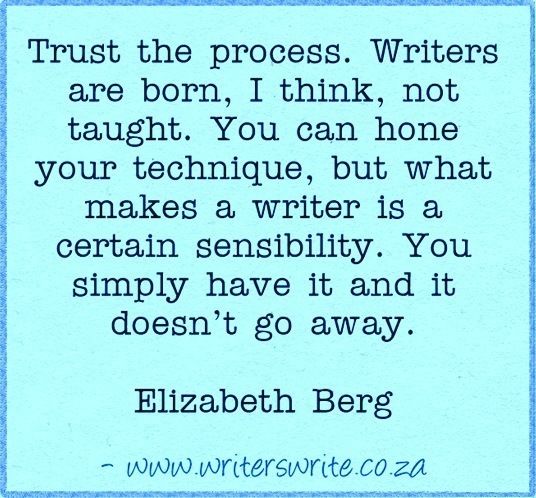 Trust the process. Writers
are born, I think, not
taught. You can hone
your technique, but what
makes a writer is a
certain sensibility. You
simply have it and it
doesn't go away.
Elizabeth Berg
- www.writerswrite.co.za